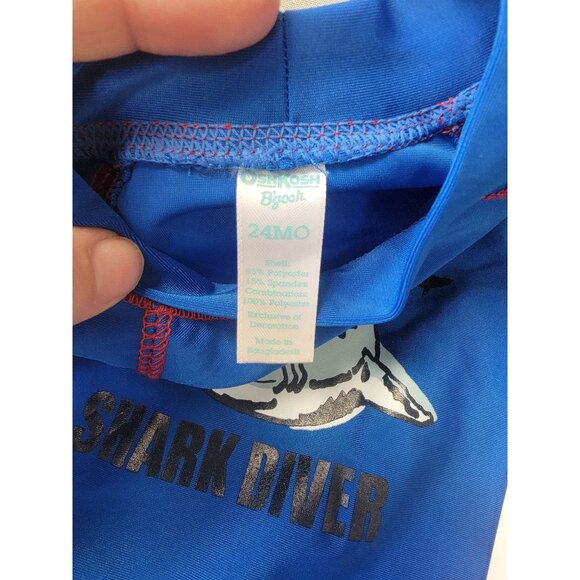 OSHKOSH
B'gosh
24MO
Shell:
85% Polyester
15% Spandex
Combination:
100% Polyester
Exclusive of
Decoration
Made in
Bangladesh
SHARK DIVER